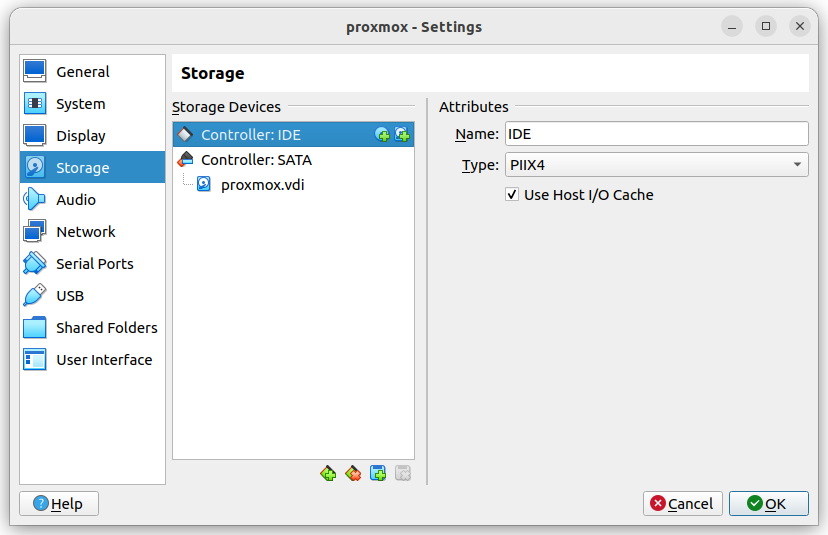 proxmox - Settings
General
System
Display
Storage
Audio
Network
Serial Ports
USB
Shared Folders
User Interface
Storage
Storage Devices
Controller: IDE
Controller: SATA
proxmox.vdi
Attributes
Name: IDE
Type: PIIX4
Use Host I/O Cache
Help
Cancel
OK